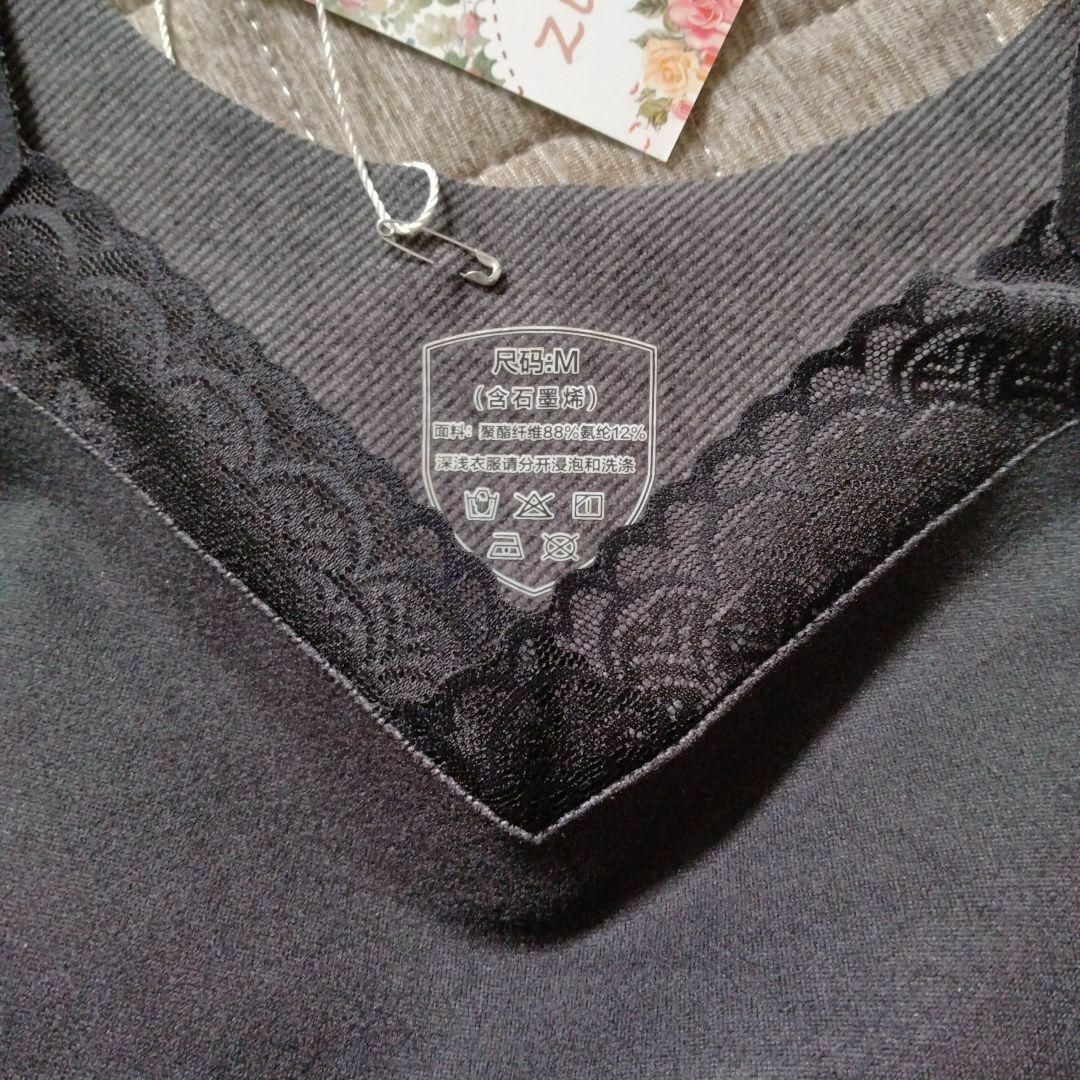 尺码:M
(含石墨烯)
面料: 聚酯纤维88%氨纶12%
深浅衣服请分开浸泡和洗涤